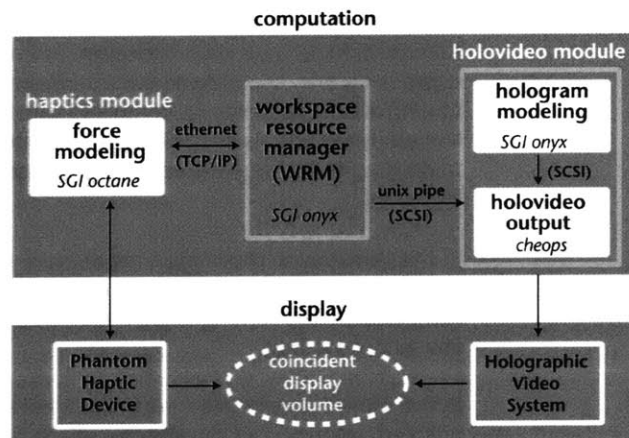 computation
haptics module
force
modeling
SGI octane
ethernet
(TCP/IP)
workspace
resource
manager
(WRM)
SGI onyx
unix pipe
(SCSI)
holovideo module
hologram
modeling
SGI onyx
(SCSI)
holovideo
output
cheops
display
Phantom
Haptic
Device
coincident
display
volume
Holographic
Video
System